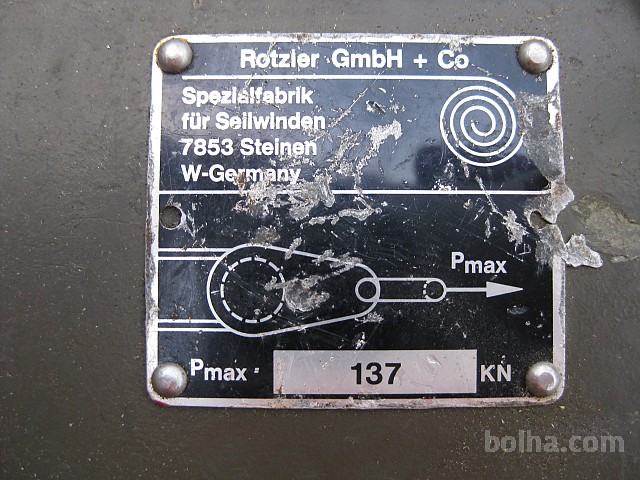 Rotzler GmbH + Co
Spezialfabrik
für Seilwinden
7853 Steinen
W-Germany
Pmax
Pmax = 137 KN
bolha.com